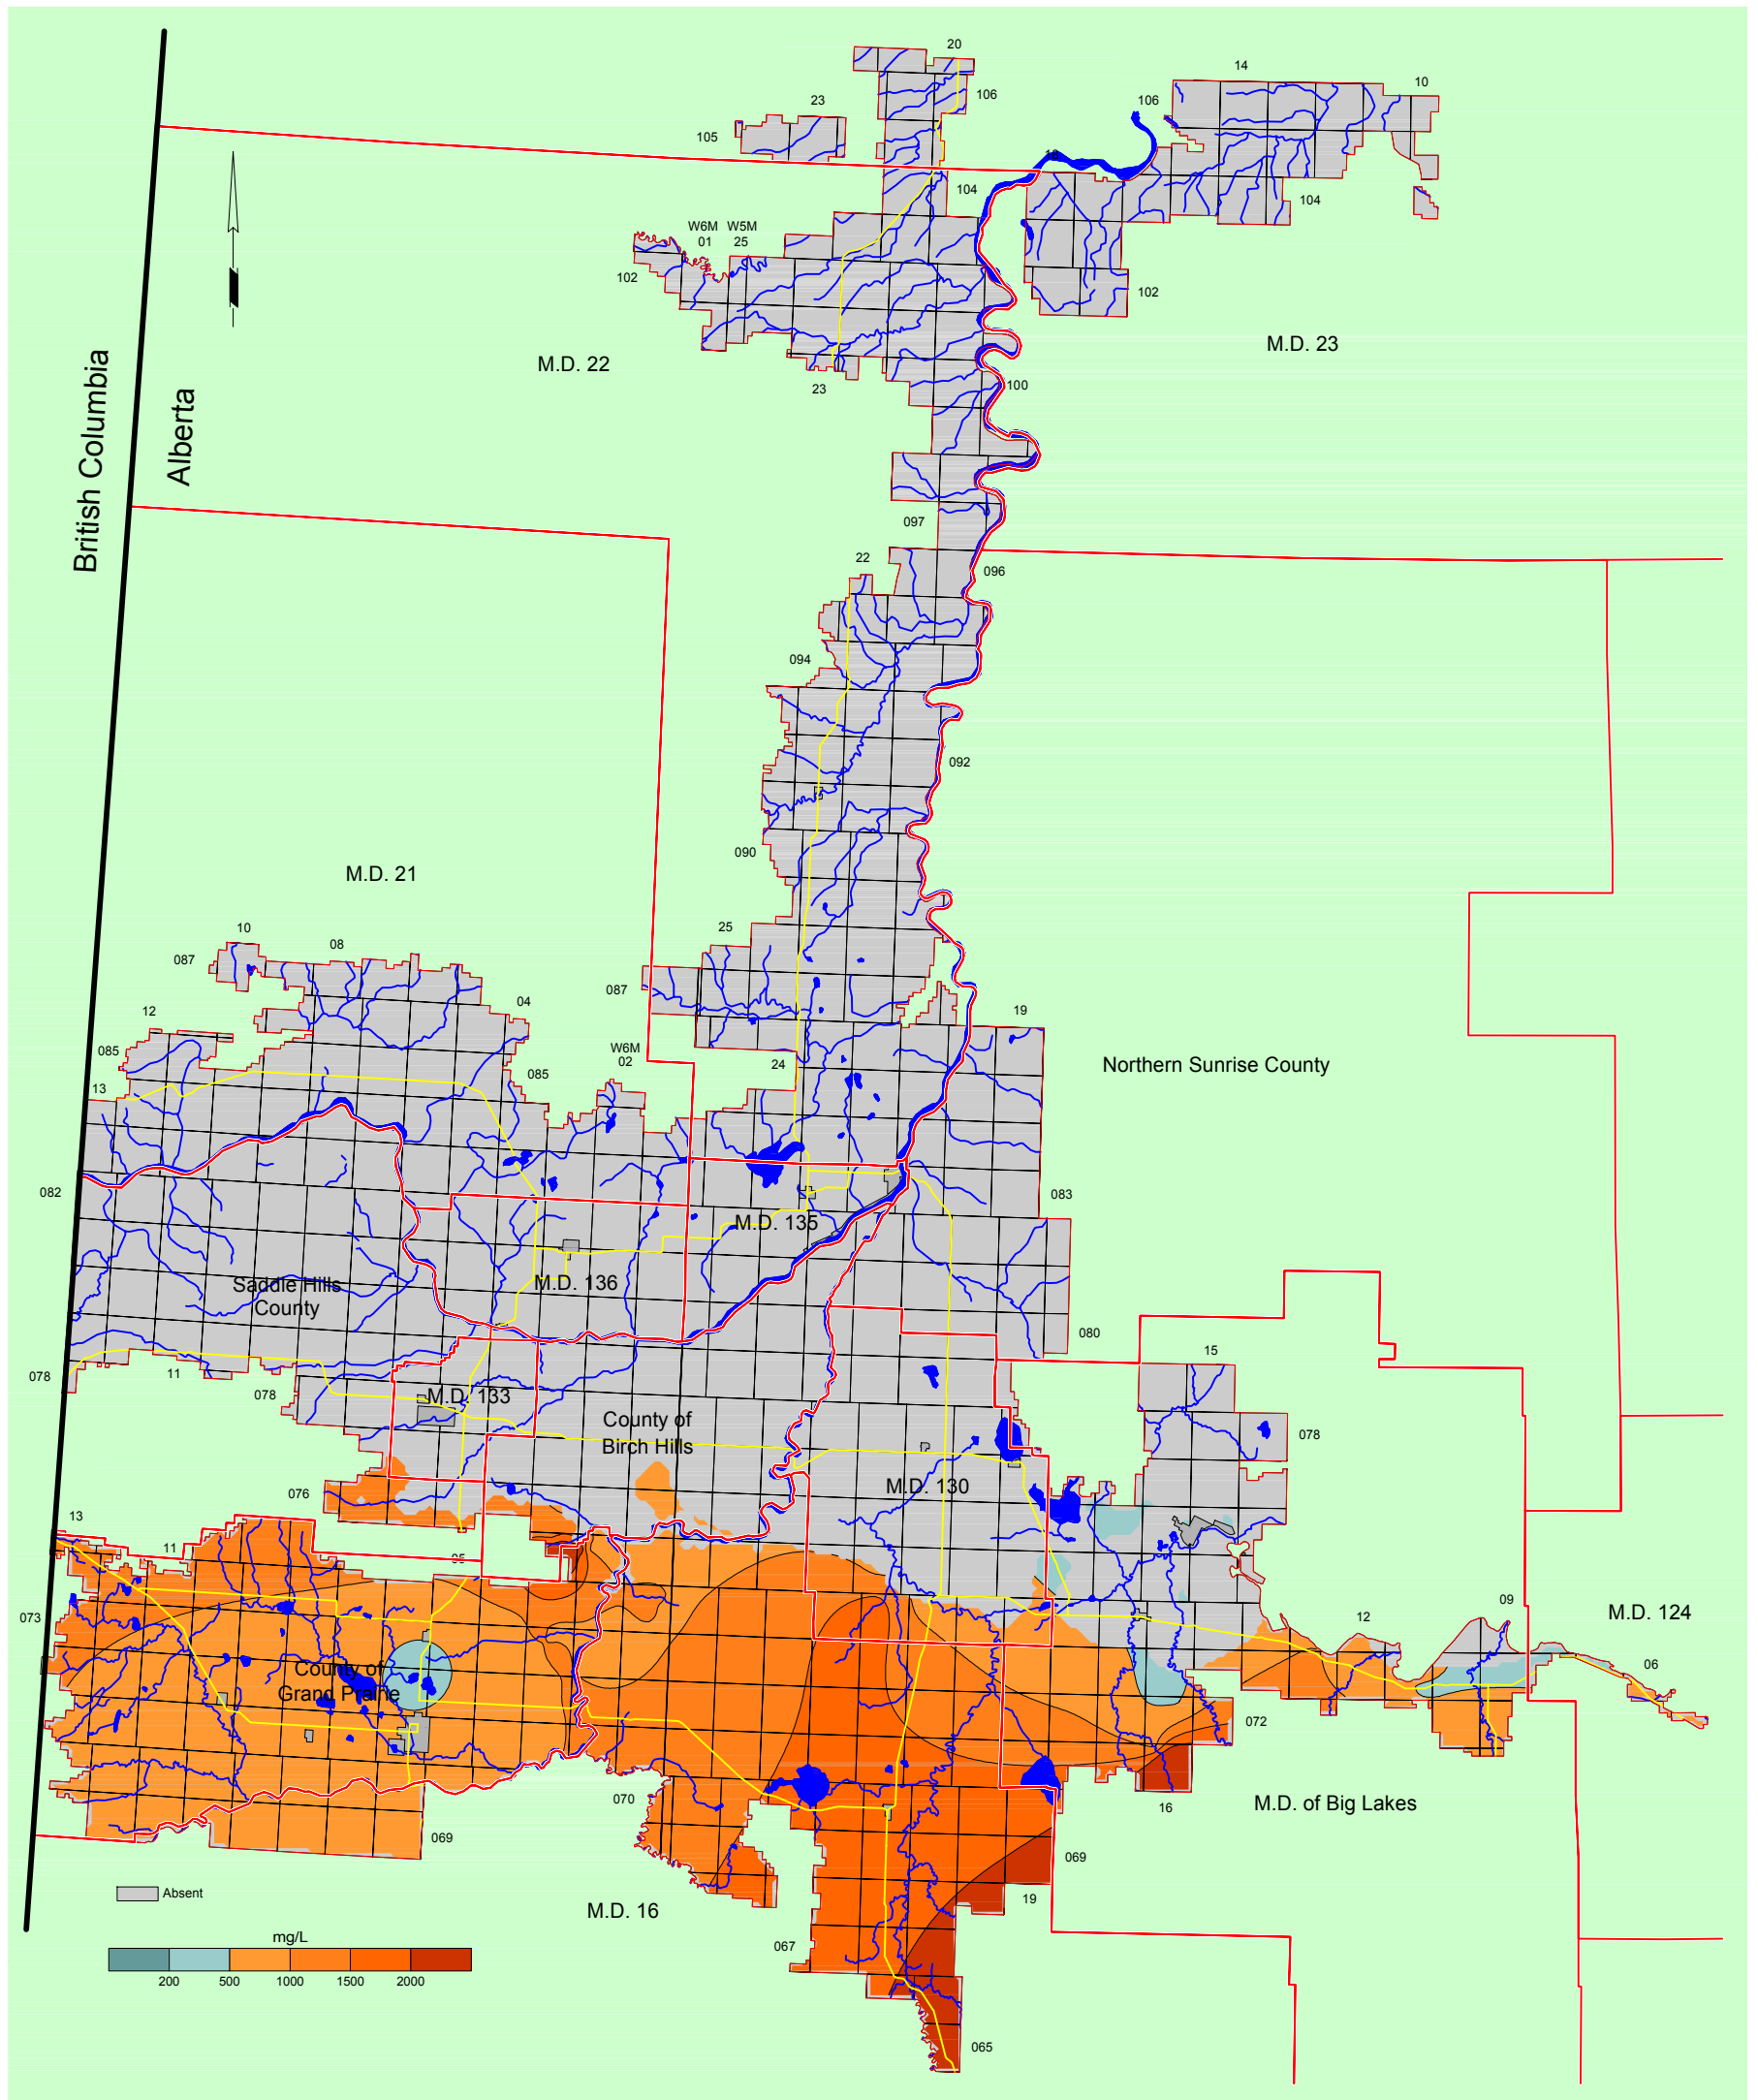 20
14
10
106
23
106
105
18
104
104
W6M W5M
01 25
102
102
M.D. 22
M.D. 23
British Columbia
Alberta
100
23
097
22
096
094
092
090
M.D. 21
10
08
25
087
087
04
12
19
085
W6M
02
24
Northern Sunrise County
085
13
082
083
M.D. 135
Saddle Hills
County
M.D. 136
080
15
078
11
078
M.D. 133
County of
Birch Hills
078
M.D. 130
076
13
11
05
073
12
09
M.D. 124
06
County of
Grand Prairie
072
070
16
M.D. of Big Lakes
069
069
Absent
19
M.D. 16
mg/L
067
200 500 1000 1500 2000
065